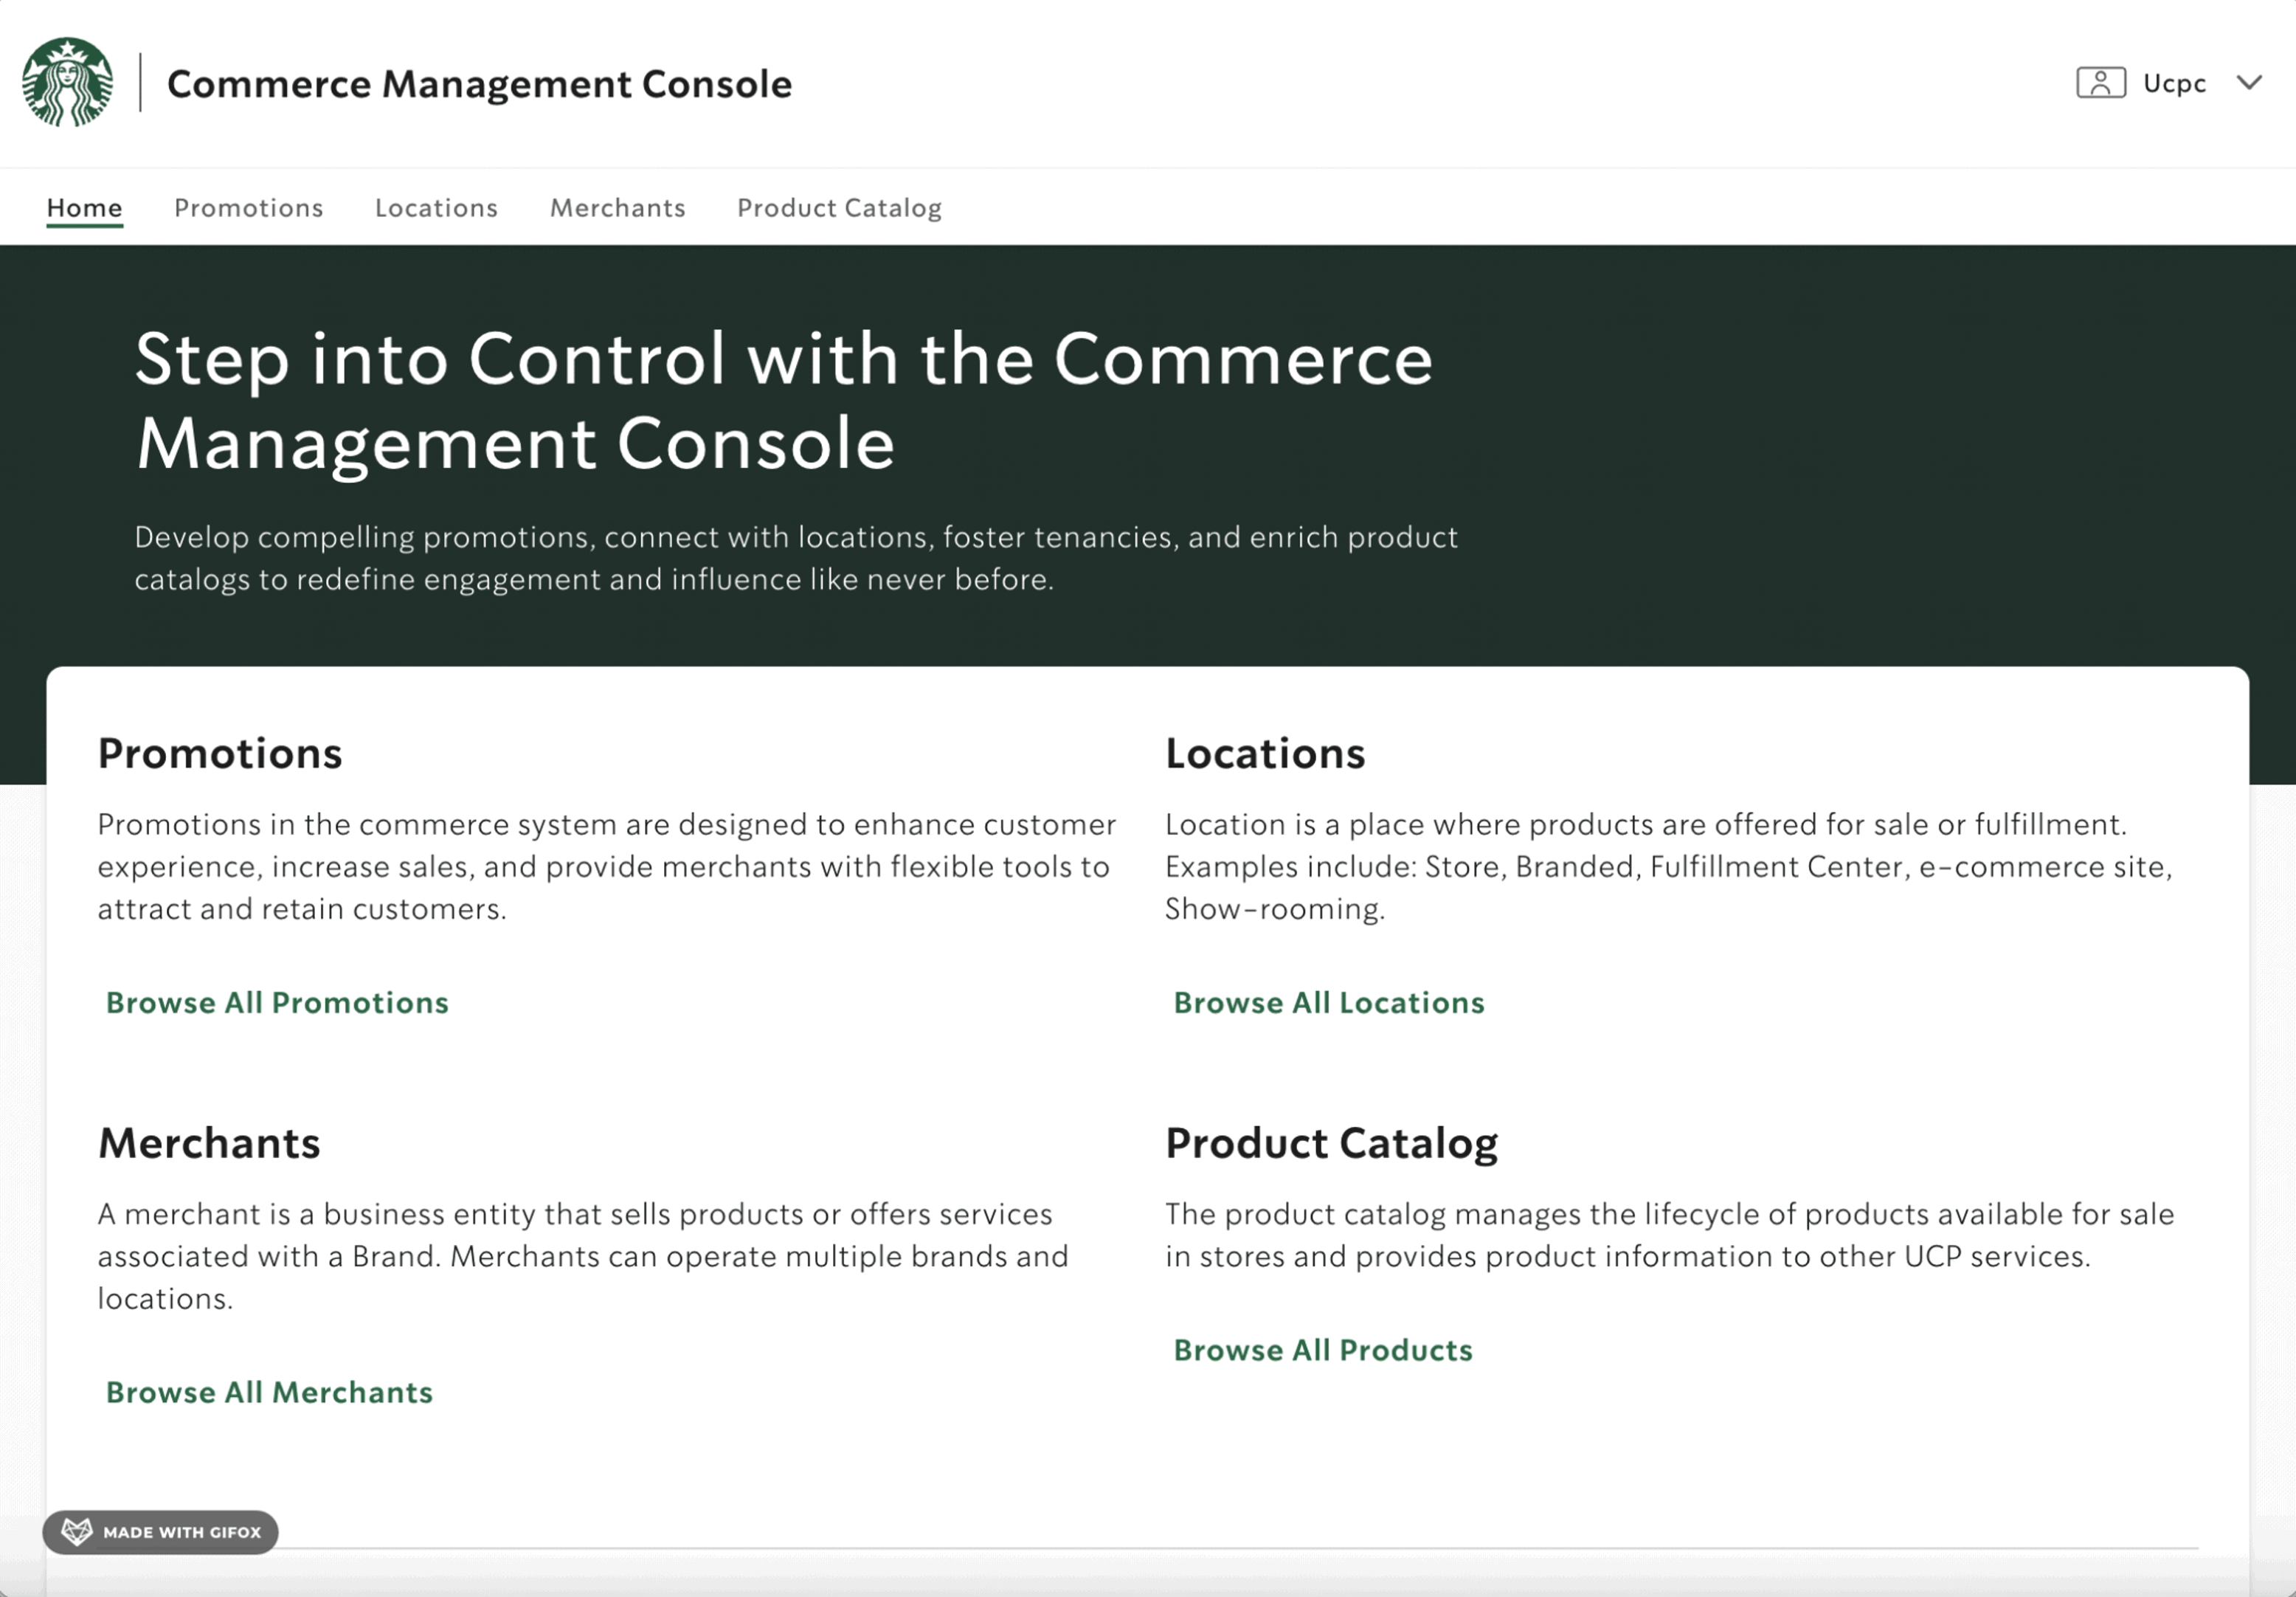 Commerce Management Console
Ucpc
Home Promotions Locations Merchants Product Catalog
Step into Control with the Commerce
Management Console
Develop compelling promotions, connect with locations, foster tenancies, and enrich product
catalogs to redefine engagement and influence like never before.
Promotions
Promotions in the commerce system are designed to enhance customer
experience, increase sales, and provide merchants with flexible tools to
attract and retain customers.
Browse All Promotions
Locations
Location is a place where products are offered for sale or fulfillment.
Examples include: Store, Branded, Fulfillment Center, e-commerce site,
Show-rooming.
Browse All Locations
Merchants
A merchant is a business entity that sells products or offers services
associated with a Brand. Merchants can operate multiple brands and
locations.
Browse All Merchants
Product Catalog
The product catalog manages the lifecycle of products available for sale
in stores and provides product information to other UCP services.
Browse All Products
MADE WITH GIFOX